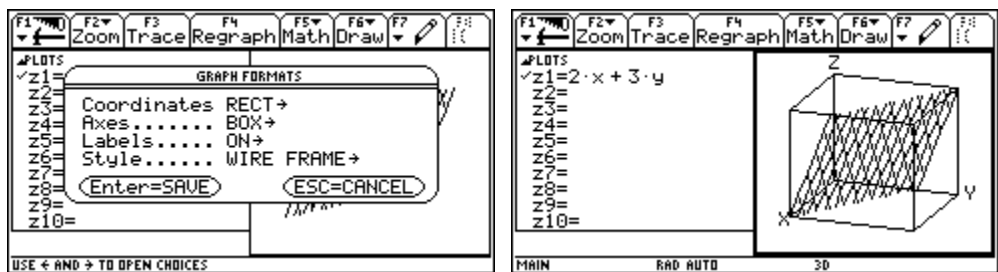 F1 F2 F3 F4 F5 F6 F7
Zoom Trace Regraph Math Draw
PLOTS
✓z1=
z2=
z3=
z4=
z5=
z6=
z7=
z8=
z9=
z10=
GRAPH FORMATS
Coordinates RECT→
Axes....... BOX→
Labels..... ON→
Style...... WIRE FRAME→
Enter=SAVE ESC=CANCEL
USE ← AND → TO OPEN CHOICES
F1 F2 F3 F4 F5 F6 F7
Zoom Trace Regraph Math Draw
PLOTS
✓z1=2·x+3·y
z2=
z3=
z4=
z5=
z6=
z7=
z8=
z9=
z10=
Z
X
Y
MAIN RAD AUTO 3D